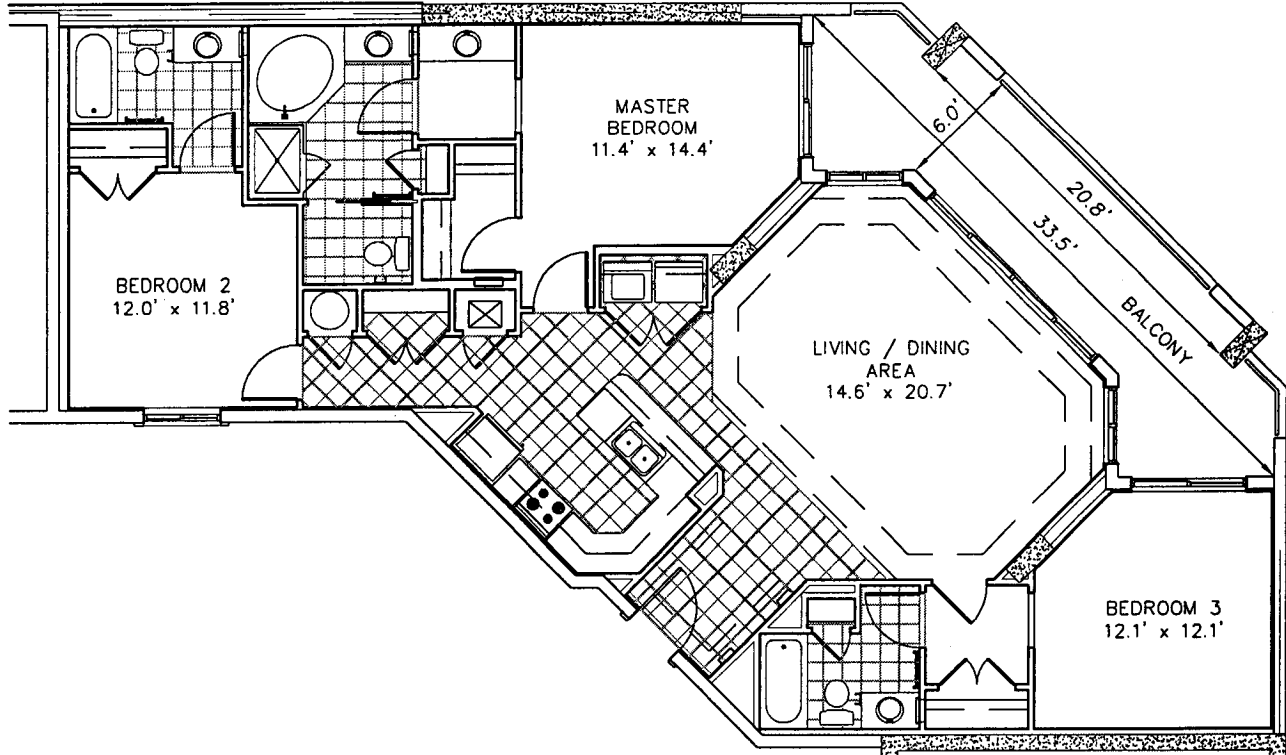 MASTER
BEDROOM
11.4' x 14.4'
6.0'
20.8'
33.5'
BALCONY
BEDROOM 2
12.0' x 11.8'
LIVING / DINING
AREA
14.6' x 20.7'
BEDROOM 3
12.1' x 12.1'